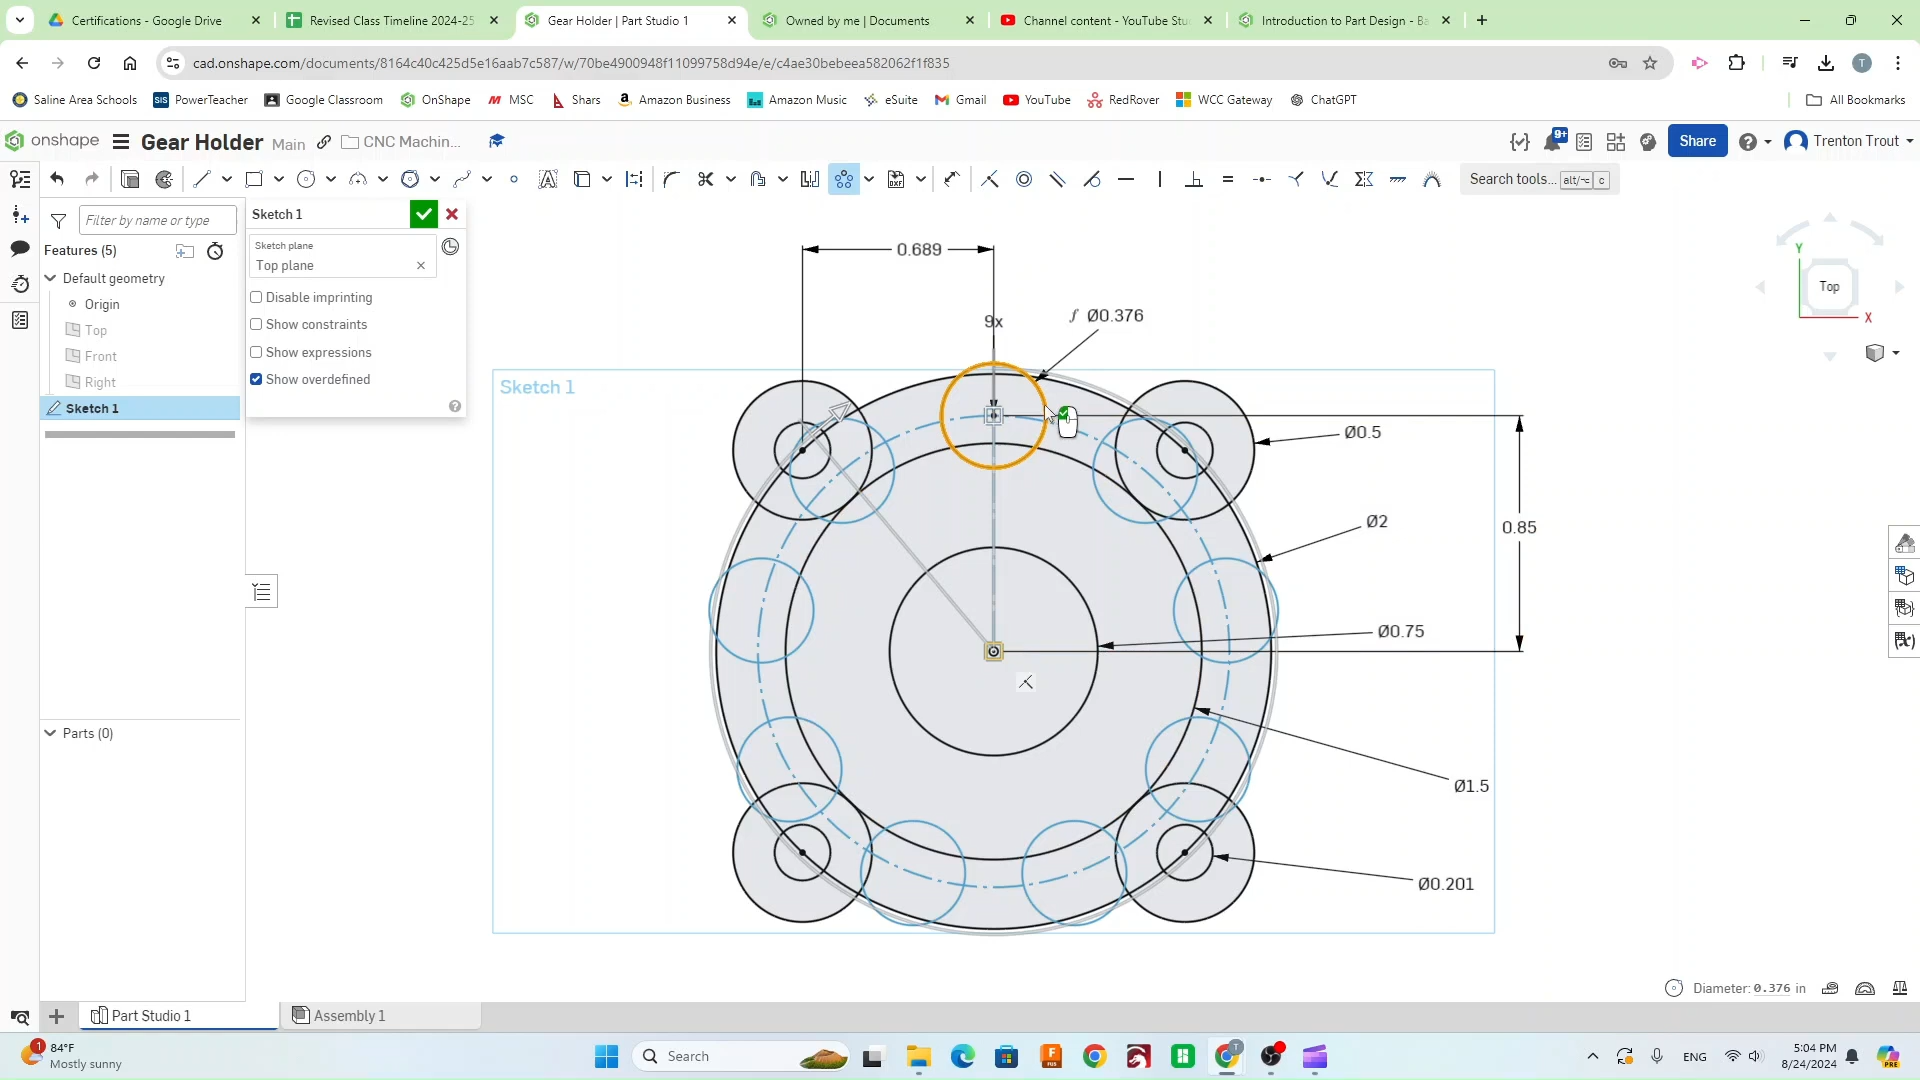 Certifications - Google Drive
Revised Class Timeline 2024-25
Gear Holder | Part Studio 1
Owned by me | Documents
Channel content - YouTube Stu
Introduction to Part Design - Ba
cad.onshape.com/documents/8164c40c425d5e16aab7c587/w/70be4900948f11099758d94e/e/c4ae30bebeea582062f1f835
T
Saline Area Schools
SIS PowerTeacher
Google Classroom
OnShape
MSC
Shars
Amazon Business
Amazon Music
eSuite
Gmail
YouTube
RedRover
WCC Gateway
ChatGPT
All Bookmarks
onshape
Gear Holder
Main
CNC Machin...
9+
Share
Trenton Trout
DXF
Search tools... alt/⌥ c
Filter by name or type
Features (5)
Default geometry
Origin
Top
Front
Right
Sketch 1
Parts (0)
Sketch 1
Sketch plane
Top plane
Disable imprinting
Show constraints
Show expressions
Show overdefined
Sketch 1
0.689
9x
ƒ Ø0.376
Ø0.5
Ø2
0.85
Ø0.75
Ø1.5
Ø0.201
Y
Top
X
(x)
Diameter: 0.376 in
Part Studio 1
Assembly 1
1
84°F
Mostly sunny
Search
F
FUS
T
ENG
5:04 PM
8/24/2024
PRE